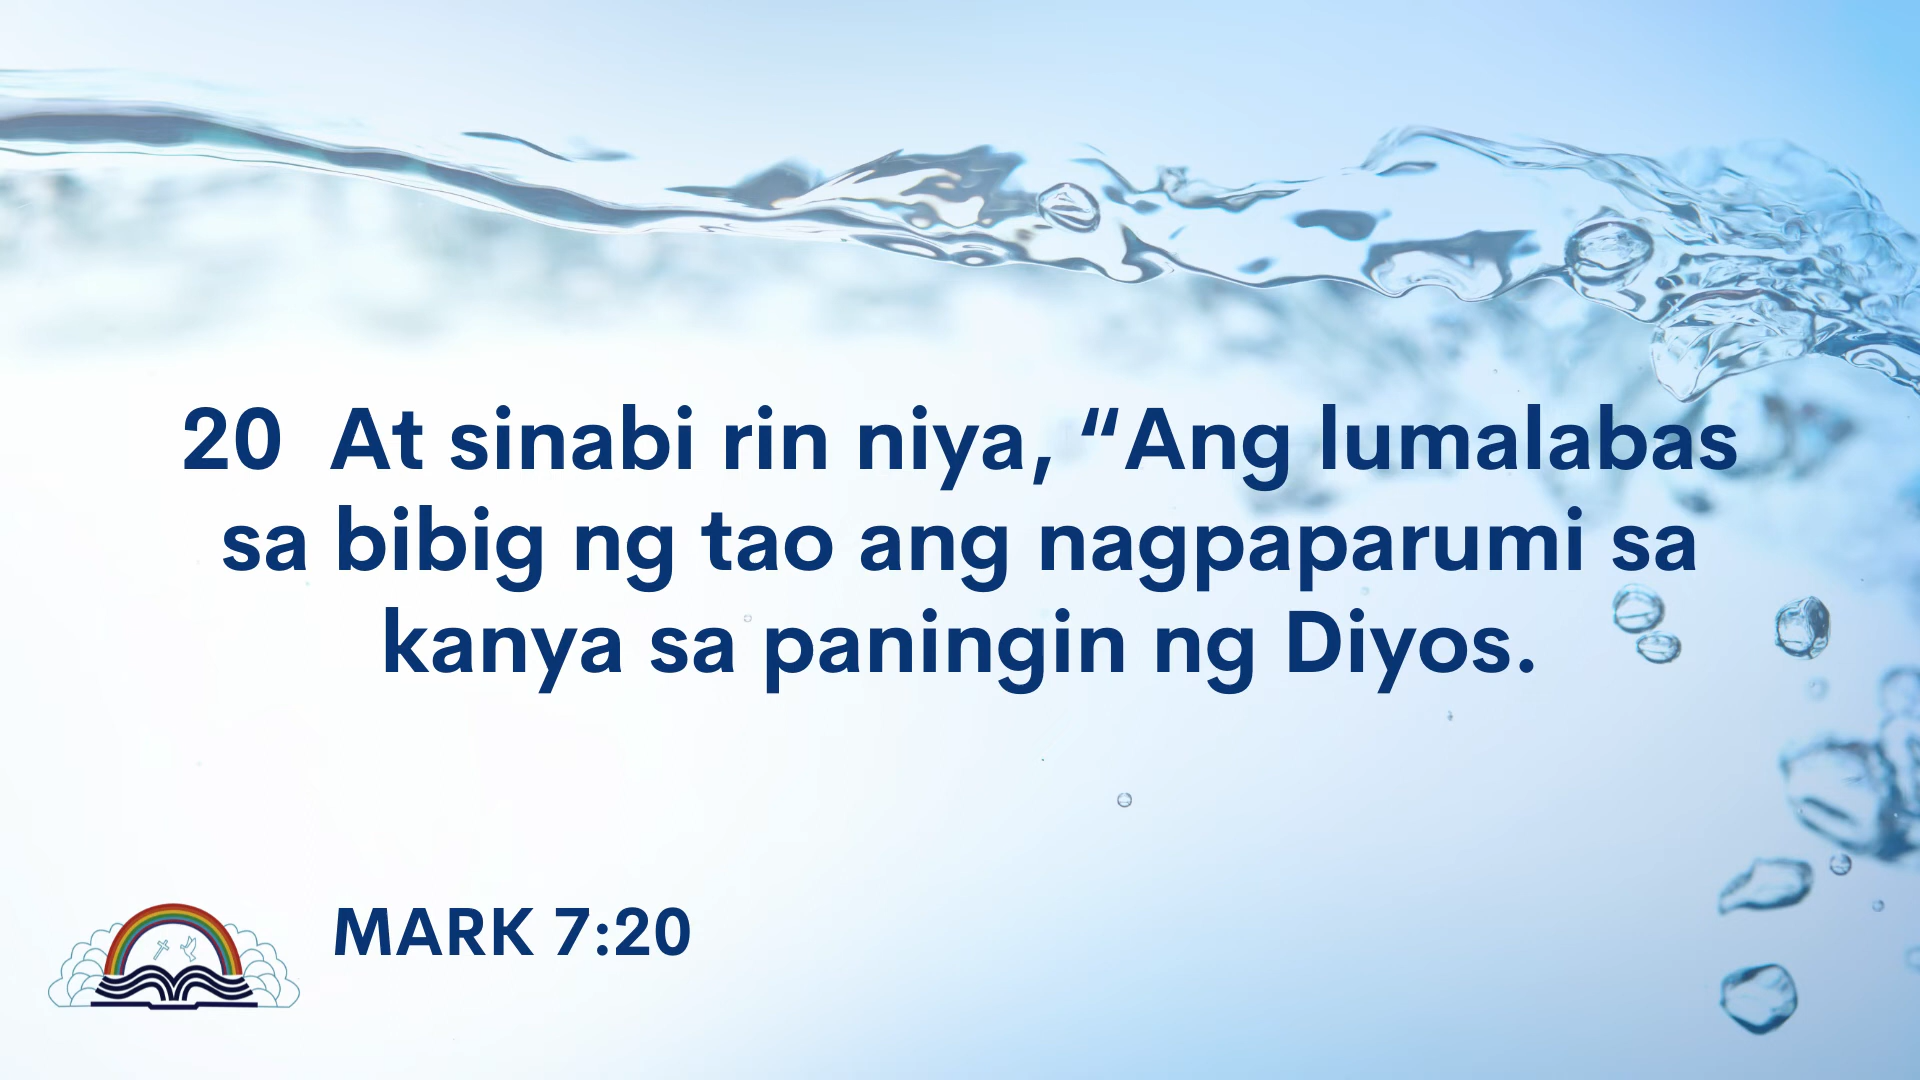 20  At sinabi rin niya, “Ang lumalabas
sa bibig ng tao ang nagpaparumi sa
kanya sa paningin ng Diyos.
MARK 7:20